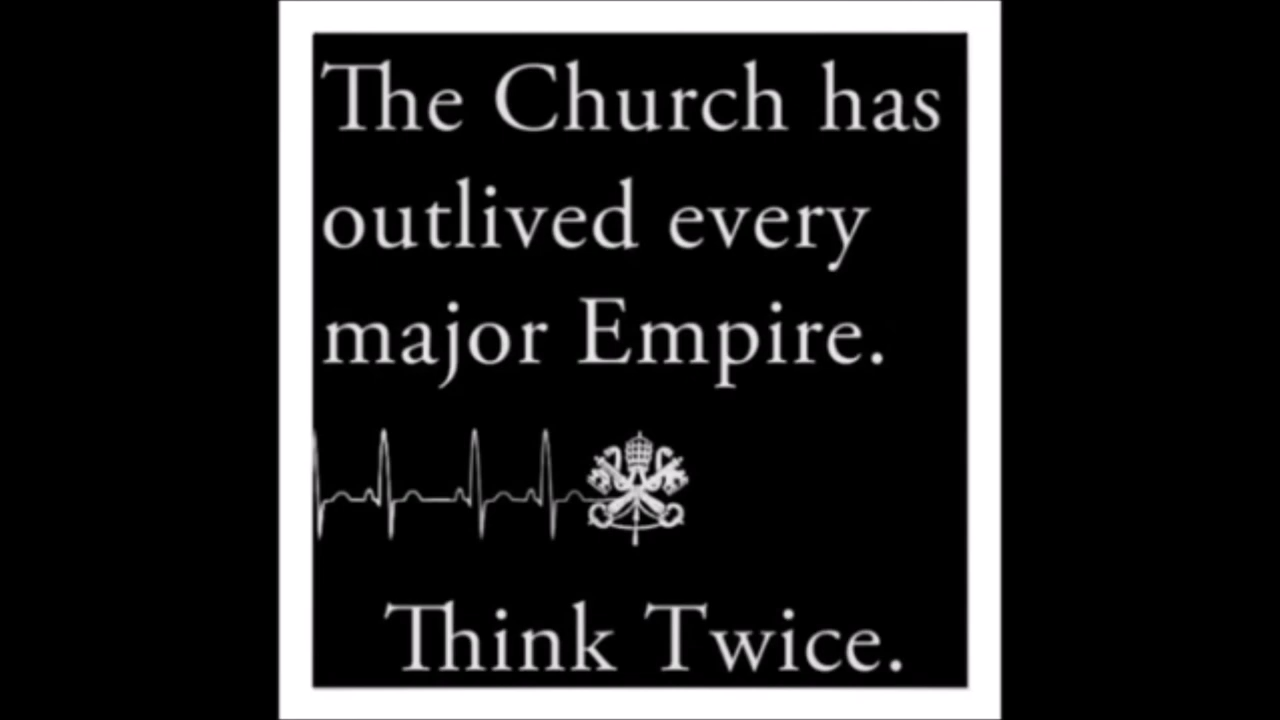 The Church has
outlived every
major Empire.
Think Twice.